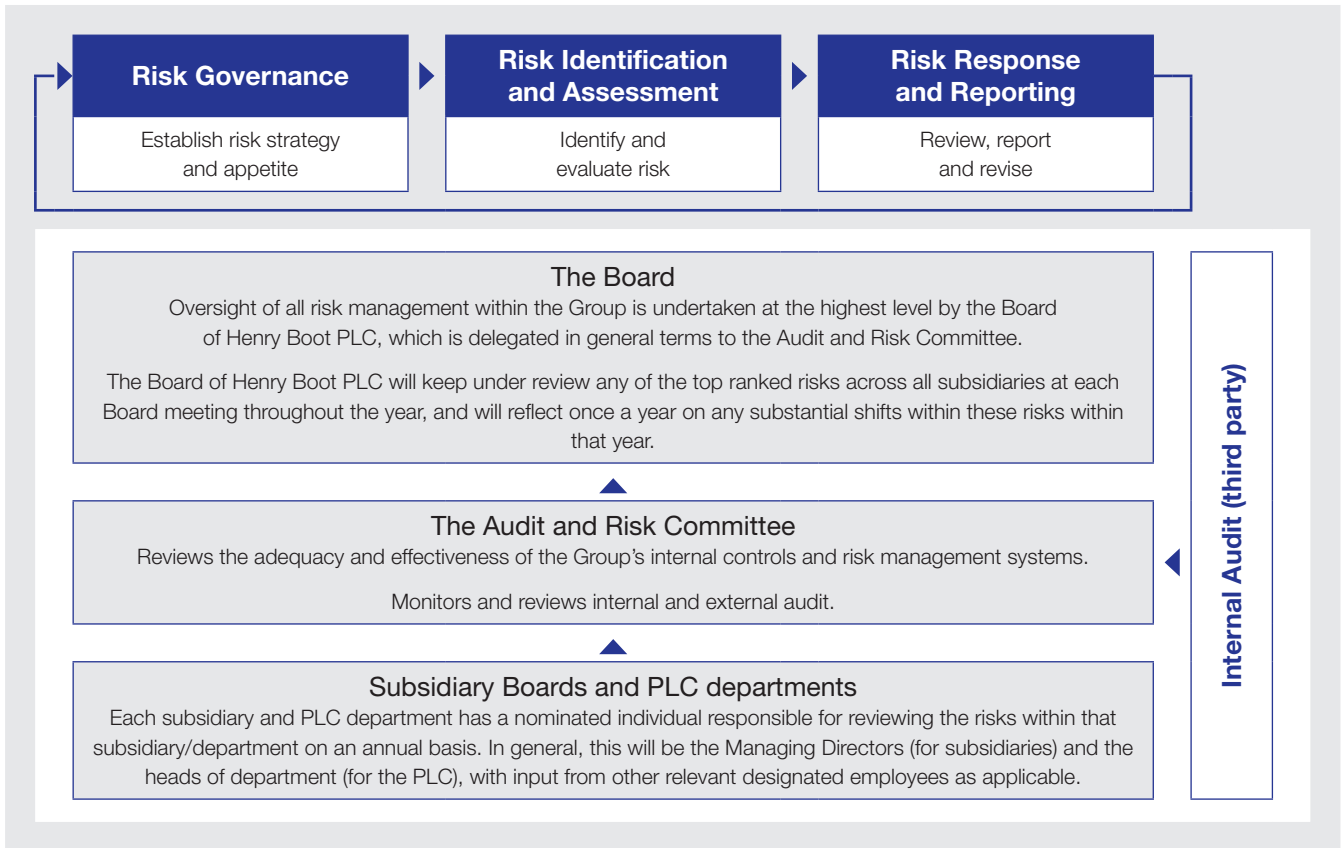 Risk Governance
Establish risk strategy
and appetite
Risk Identification
and Assessment
Identify and
evaluate risk
Risk Response
and Reporting
Review, report
and revise
The Board
Oversight of all risk management within the Group is undertaken at the highest level by the Board
of Henry Boot PLC, which is delegated in general terms to the Audit and Risk Committee.
The Board of Henry Boot PLC will keep under review any of the top ranked risks across all subsidiaries at each
Board meeting throughout the year, and will reflect once a year on any substantial shifts within these risks within
that year.
The Audit and Risk Committee
Reviews the adequacy and effectiveness of the Group's internal controls and risk management systems.
Monitors and reviews internal and external audit.
Subsidiary Boards and PLC departments
Each subsidiary and PLC department has a nominated individual responsible for reviewing the risks within that
subsidiary/department on an annual basis. In general, this will be the Managing Directors (for subsidiaries) and the
heads of department (for the PLC), with input from other relevant designated employees as applicable.
Internal Audit (third party)